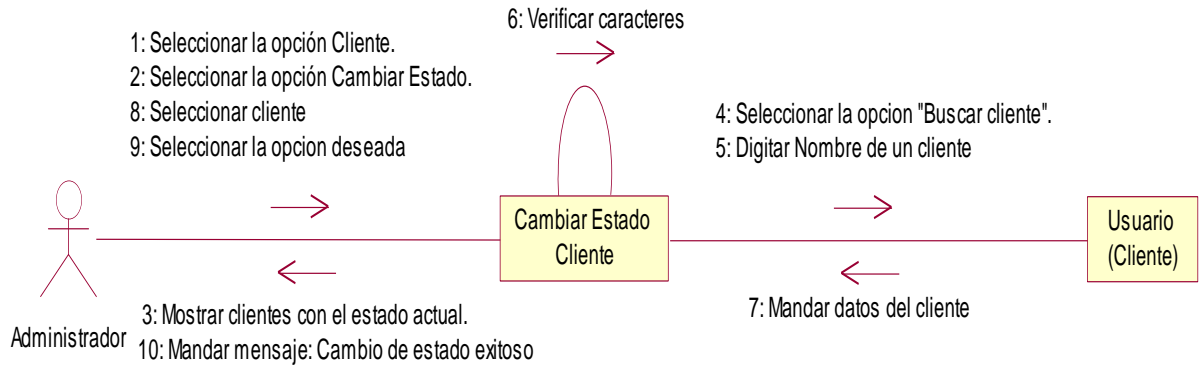 6: Verificar caracteres
1: Seleccionar la opción Cliente.
2: Seleccionar la opción Cambiar Estado.
8: Seleccionar cliente
9: Seleccionar la opcion deseada
4: Seleccionar la opcion "Buscar cliente".
5: Digitar Nombre de un cliente
Cambiar Estado
Cliente
Usuario
(Cliente)
Administrador
3: Mostrar clientes con el estado actual.
10: Mandar mensaje: Cambio de estado exitoso
7: Mandar datos del cliente